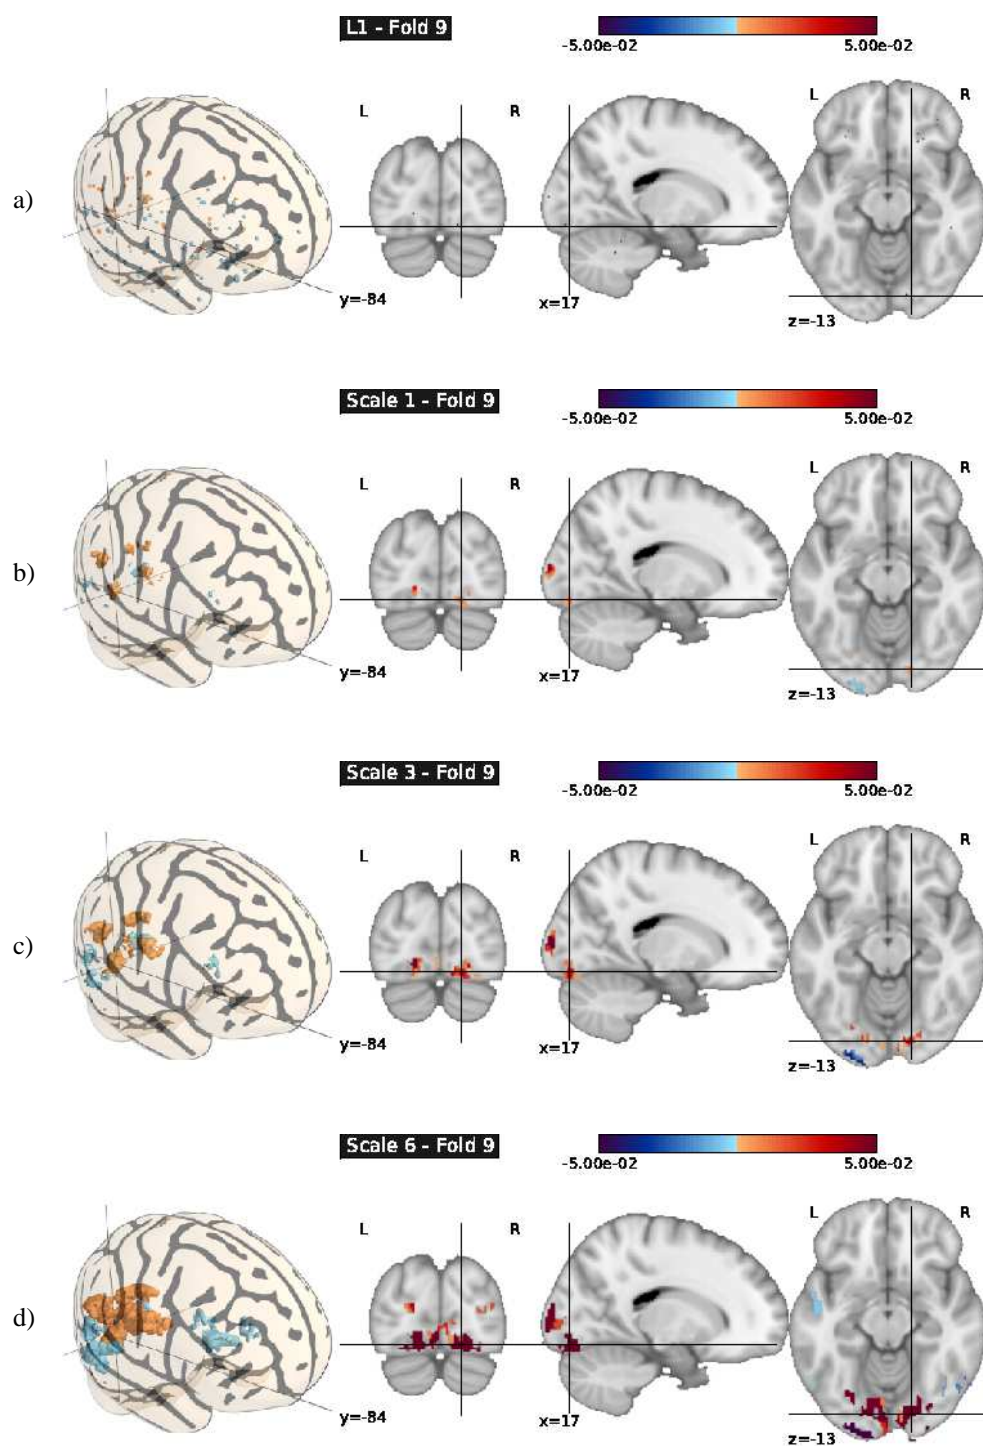 L1 - Fold 9
-5.00e-02 5.00e-02
L R L R
a)
y=-84 x=17 z=-13
Scale 1 - Fold 9
-5.00e-02 5.00e-02
L R L R
b)
y=-84 x=17 z=-13
Scale 3 - Fold 9
-5.00e-02 5.00e-02
L R L R
c)
y=-84 x=17 z=-13
Scale 6 - Fold 9
-5.00e-02 5.00e-02
L R L R
d)
y=-84 x=17 z=-13